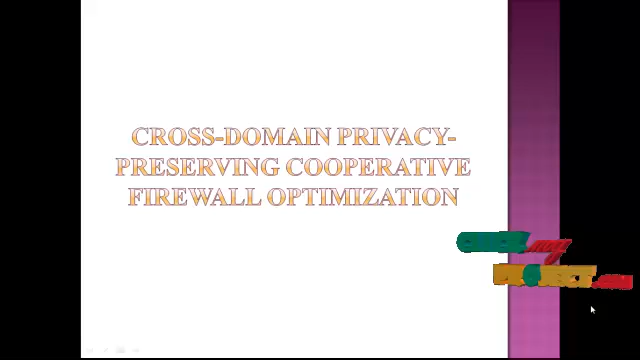 CROSS-DOMAIN PRIVACY-
PRESERVING COOPERATIVE
FIREWALL OPTIMIZATION